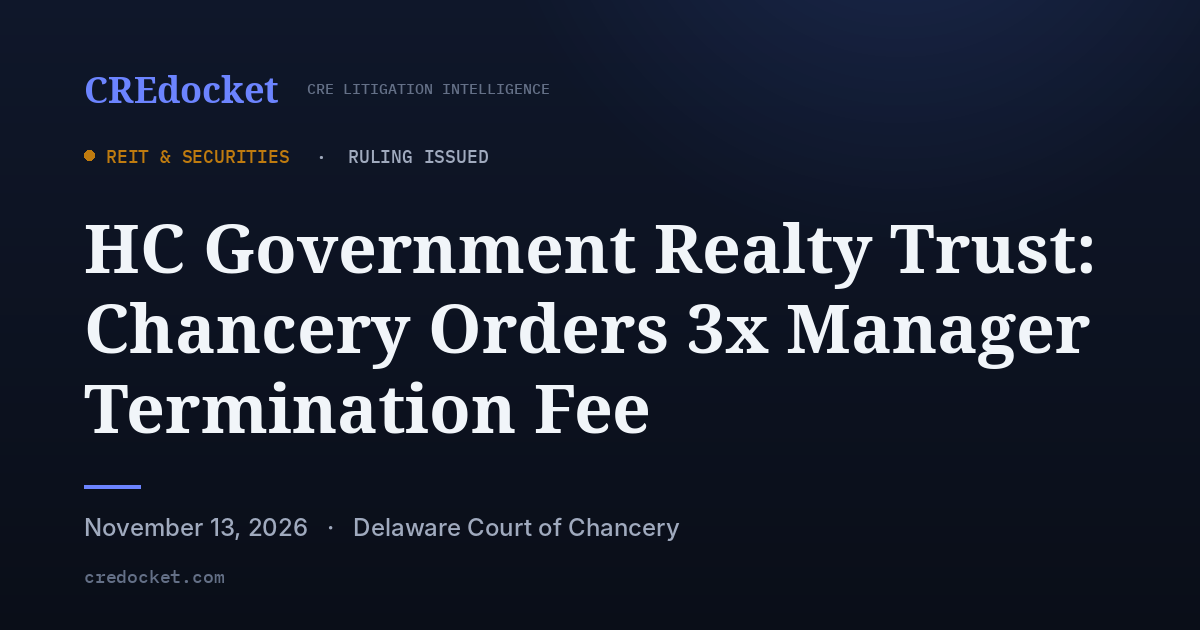 CREdocket CRE LITIGATION INTELLIGENCE
REIT & SECURITIES · RULING ISSUED
HC Government Realty Trust:
Chancery Orders 3x Manager
Termination Fee
November 13, 2026 · Delaware Court of Chancery
credocket.com